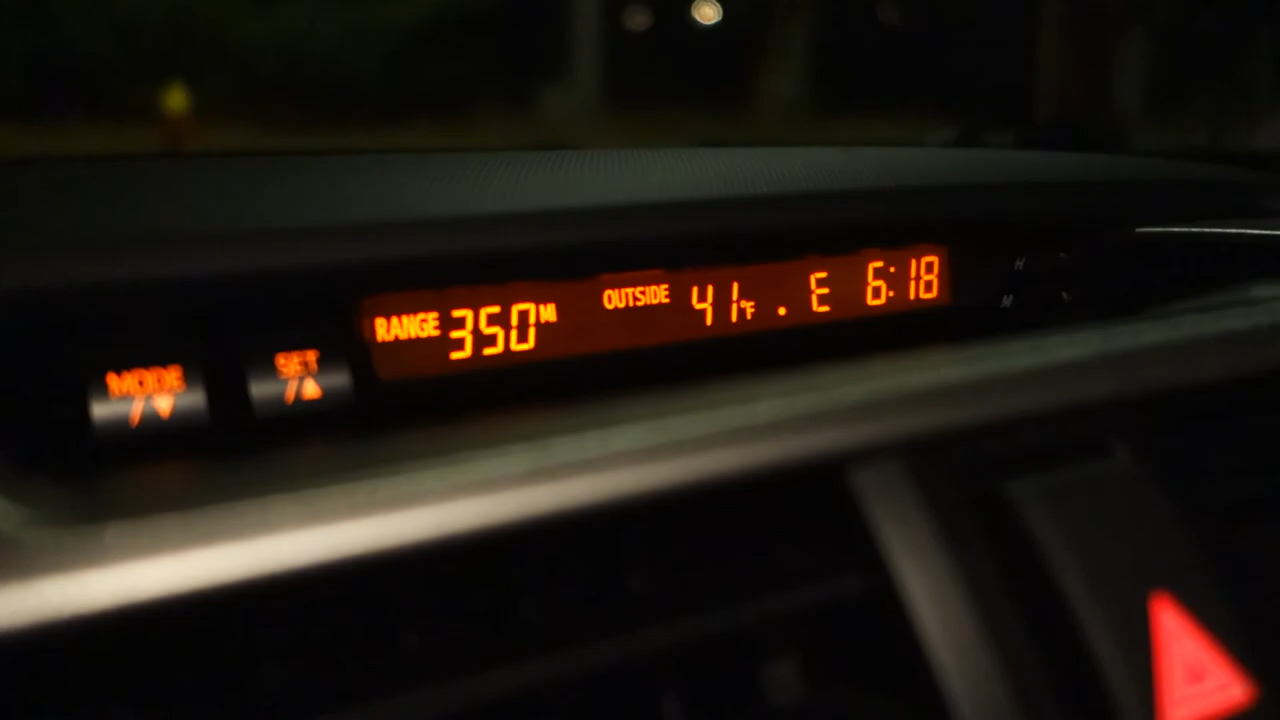 RANGE 350 MI OUTSIDE 41°F . E 6:18
H
M
MODE
/▼
SET
/▲